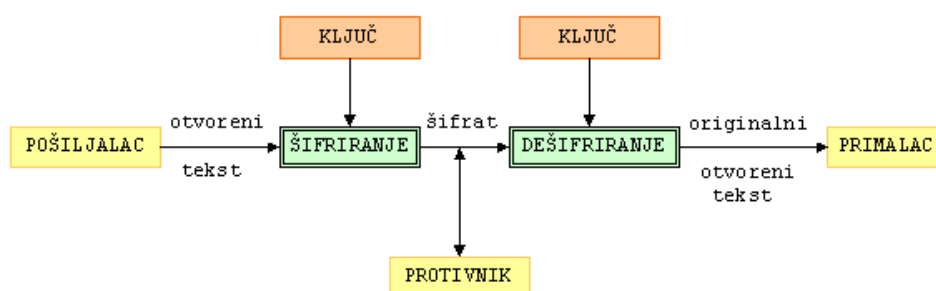 KLJUČ
KLJUČ
otvoreni
šifrat
originalni
POŠILJALAC
ŠIFRIRANJE
DEŠIFRIRANJE
PRIMALAC
tekst
otvoreni
tekst
PROTIVNIK